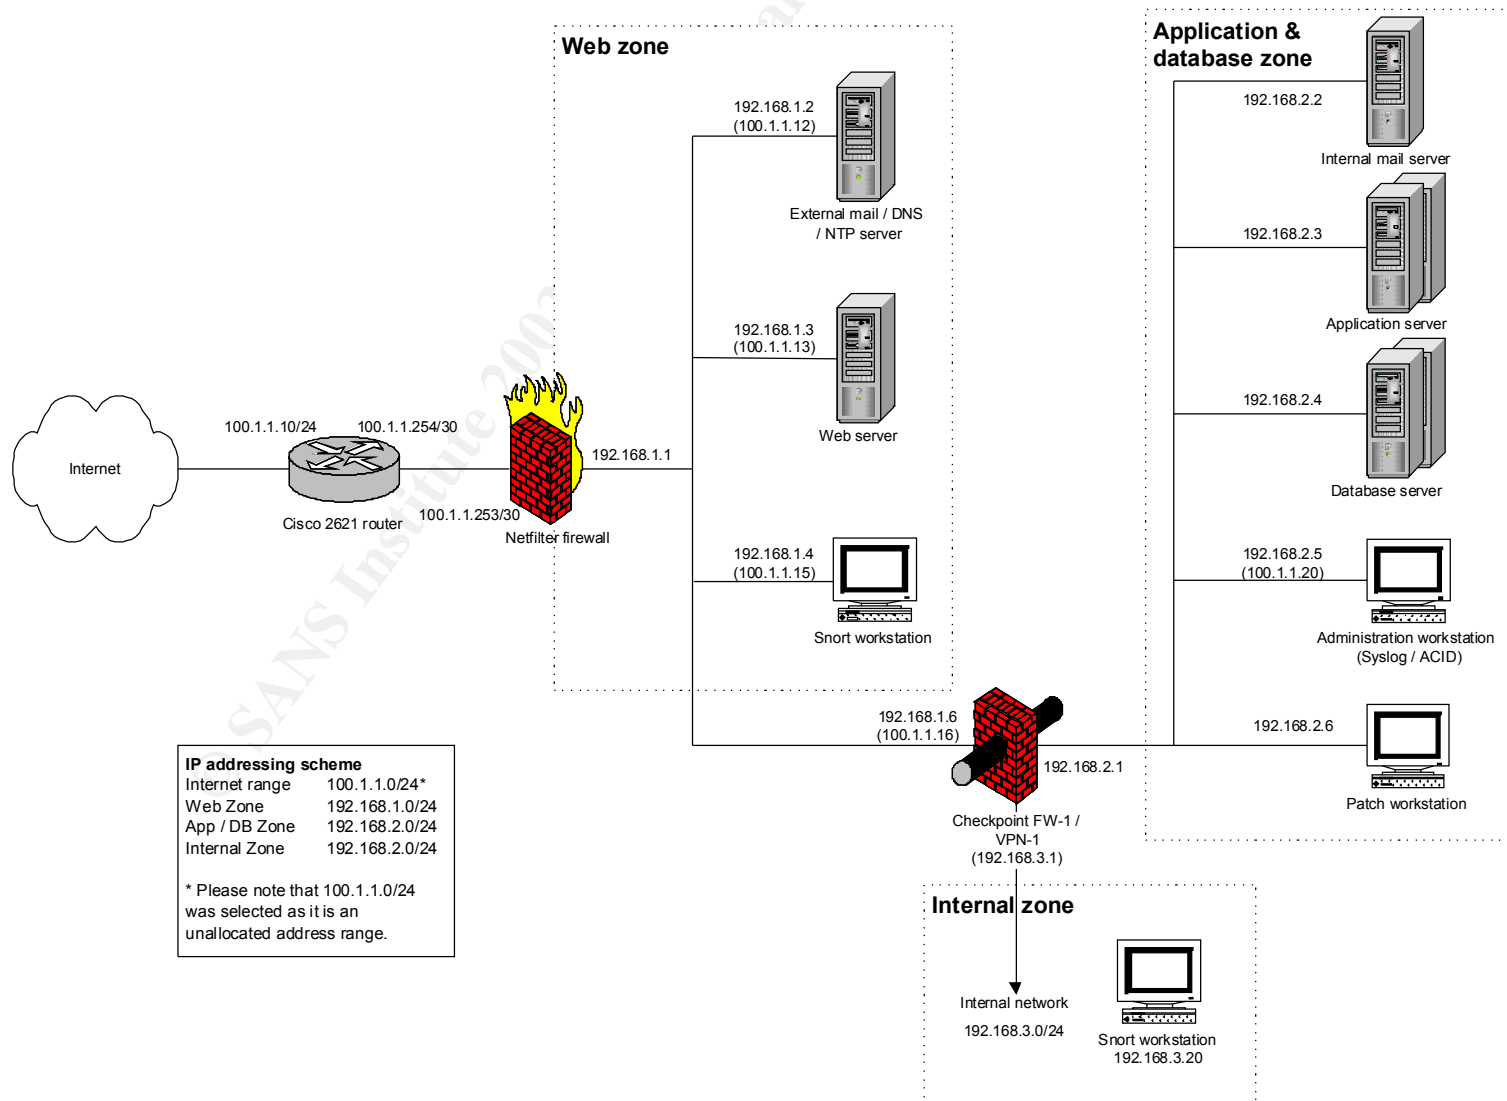 Web zone
192.168.1.2
(100.1.1.12)
External mail / DNS
/ NTP server
192.168.1.3
(100.1.1.13)
Web server
192.168.1.4
(100.1.1.15)
Snort workstation
Internet
100.1.1.10/24
100.1.1.254/30
Cisco 2621 router
100.1.1.253/30
Netfilter firewall
192.168.1.1
192.168.1.6
(100.1.1.16)
192.168.2.1
Checkpoint FW-1 /
VPN-1
(192.168.3.1)
Application &
database zone
192.168.2.2
Internal mail server
192.168.2.3
Application server
192.168.2.4
Database server
192.168.2.5
(100.1.1.20)
Administration workstation
(Syslog / ACID)
192.168.2.6
Patch workstation
IP addressing scheme
Internet range 100.1.1.0/24*
Web Zone 192.168.1.0/24
App / DB Zone 192.168.2.0/24
Internal Zone 192.168.2.0/24
* Please note that 100.1.1.0/24
was selected as it is an
unallocated address range.
Internal zone
Internal network
192.168.3.0/24
Snort workstation
192.168.3.20
© SANS Institute 200